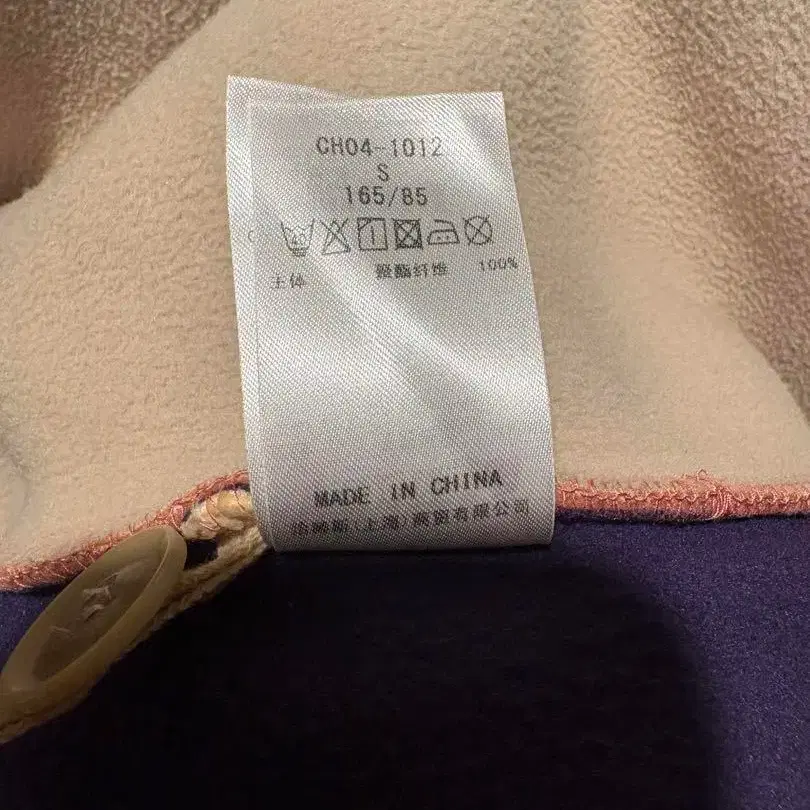 CH04-1012
S
165/85
主体 聚酯纤维 100%
MADE IN CHINA
(上海)商贸有限公司